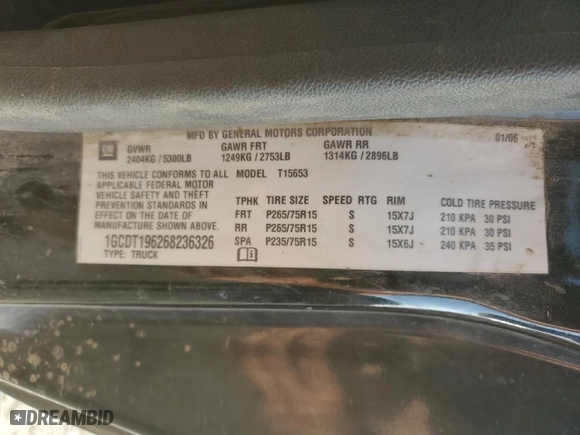 MFD BY GENERAL MOTORS CORPORATION 01/06
GM GVWR GAWR FRT GAWR RR
2404KG / 5300LB 1249KG / 2753LB 1314KG / 2896LB
THIS VEHICLE CONFORMS TO ALL MODEL T15653
APPLICABLE FEDERAL MOTOR
VEHICLE SAFETY AND THEFT
PREVENTION STANDARDS IN
EFFECT ON THE DATE OF
MANUFACTURE SHOWN ABOVE.
1GCDT196268236326
TYPE: TRUCK
TPHK TIRE SIZE SPEED RTG RIM COLD TIRE PRESSURE
FRT P265/75R15 S 15X7J 210 KPA 30 PSI
RR P265/75R15 S 15X7J 210 KPA 30 PSI
SPA P235/75R15 S 15X6J 240 KPA 35 PSI
DREAMBID